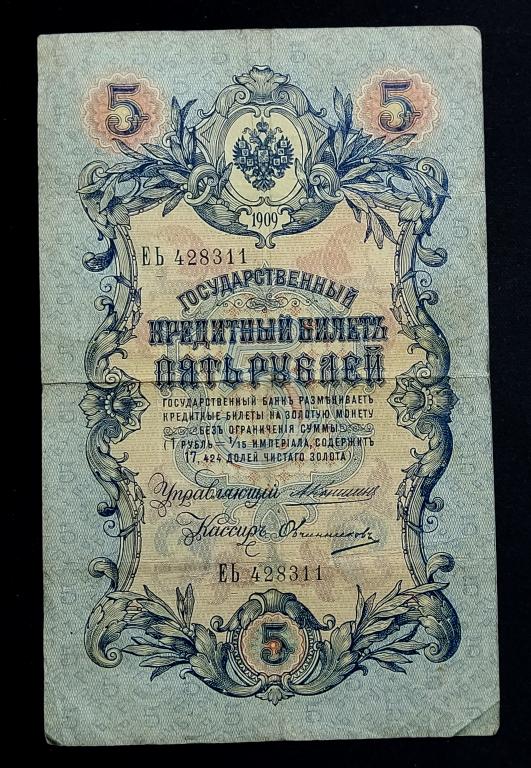 5 5
1909
ЕЬ 428311
ГОСУДАРСТВЕННЫЙ
КРЕДИТНЫЙ БИЛЕТЪ
ПЯТЬ РУБЛЕЙ
ГОСУДАРСТВЕННЫЙ БАНКЪ РАЗМѢНИВАЕТЪ
КРЕДИТНЫЕ БИЛЕТЫ НА ЗОЛОТУЮ МОНЕТУ
БЕЗЪ ОГРАНИЧЕНІЯ СУММЫ
(1 РУБЛЬ = 1/15 ИМПЕРІАЛА, СОДЕРЖИТЪ
17,424 ДОЛЕЙ ЧИСТАГО ЗОЛОТА).
Управляющій
Кассиръ Овчинниковъ
ЕЬ 428311
5